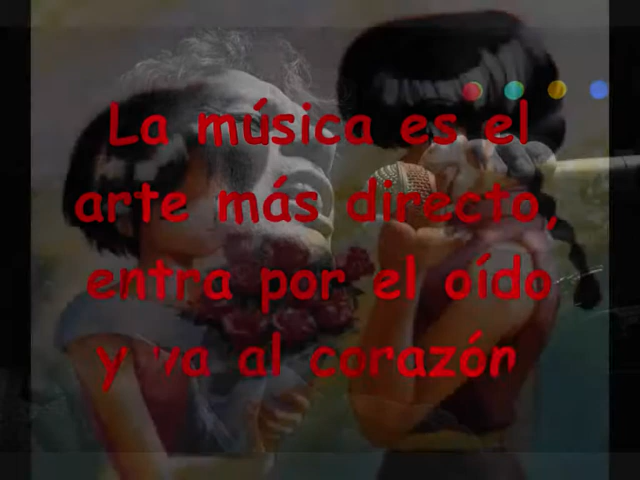 La música es el
arte más directo,
entra por el oído
y va al corazón